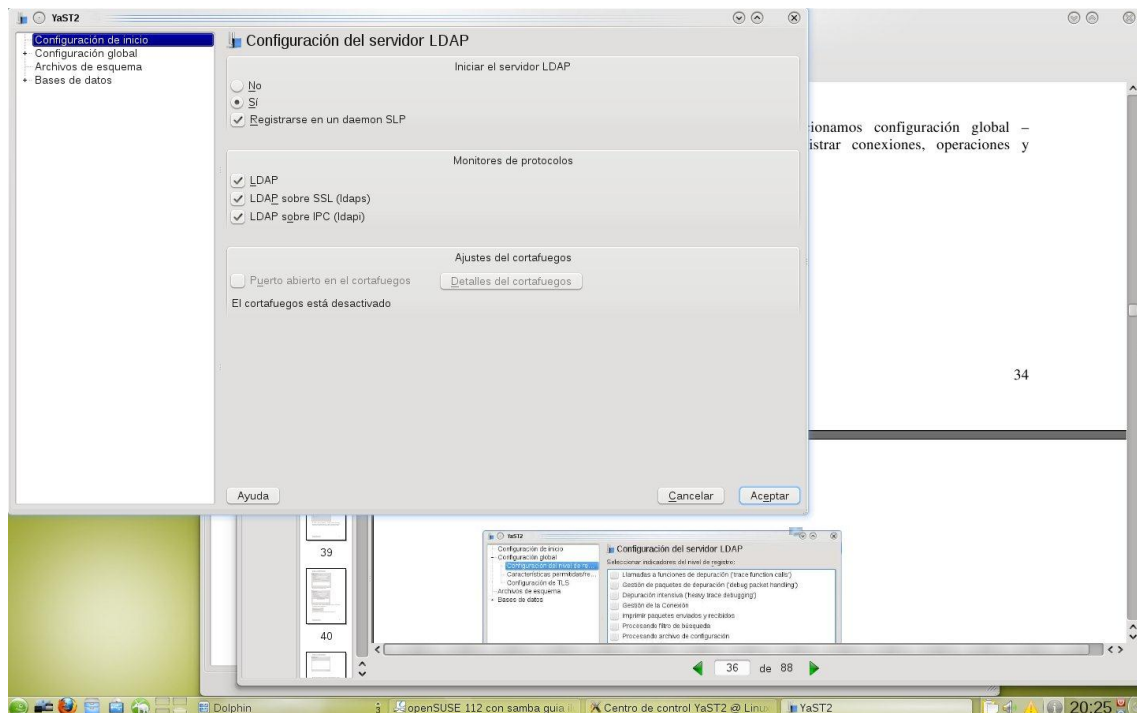 YaST2
Configuración de inicio
Configuración global
Archivos de esquema
Bases de datos
Configuración del servidor LDAP
Iniciar el servidor LDAP
No
Sí
Registrarse en un daemon SLP
Monitores de protocolos
LDAP
LDAP sobre SSL (ldaps)
LDAP sobre IPC (ldapi)
Ajustes del cortafuegos
Puerto abierto en el cortafuegos
Detalles del cortafuegos
El cortafuegos está desactivado
Ayuda
Cancelar
Aceptar
ionamos configuración global –
istrar conexiones, operaciones y
34
39
40
YaST2
Configuración de inicio
Configuración global
Configuración del nivel de re...
Características permitidas/re...
Configuración de TLS
Archivos de esquema
Bases de datos
Configuración del servidor LDAP
Seleccionar indicadores del nivel de registro:
Llamadas a funciones de depuración ('trace function calls')
Gestión de paquetes de depuración ('debug packet handling')
Depuración intensiva ('heavy trace debugging')
Gestión de la Conexión
Imprimir paquetes enviados y recibidos
Procesando filtro de búsqueda
Procesando archivo de configuración
36 de 88
Dolphin
openSUSE 112 con samba guia
Centro de control YaST2 @ Linu
YaST2
20:25